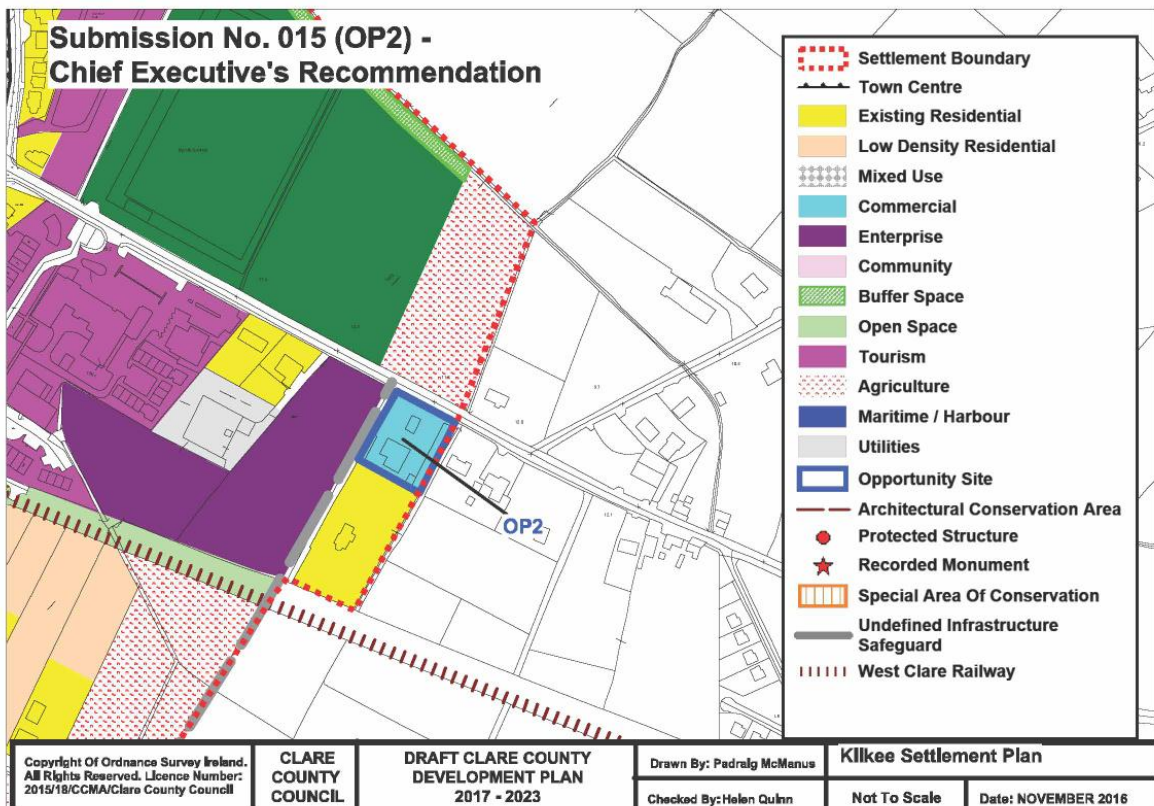 Submission No. 015 (OP2) -
Chief Executive's Recommendation
OP2
Settlement Boundary
Town Centre
Existing Residential
Low Density Residential
Mixed Use
Commercial
Enterprise
Community
Buffer Space
Open Space
Tourism
Agriculture
Maritime / Harbour
Utilities
Opportunity Site
Architectural Conservation Area
Protected Structure
Recorded Monument
Special Area Of Conservation
Undefined Infrastructure
Safeguard
West Clare Railway
Copyright Of Ordnance Survey Ireland.
All Rights Reserved. Licence Number:
2015/18/CCMA/Clare County Council
CLARE
COUNTY
COUNCIL
DRAFT CLARE COUNTY
DEVELOPMENT PLAN
2017 - 2023
Drawn By: Padraig McManus
Checked By: Helen Quinn
Kilkee Settlement Plan
Not To Scale
Date: NOVEMBER 2016